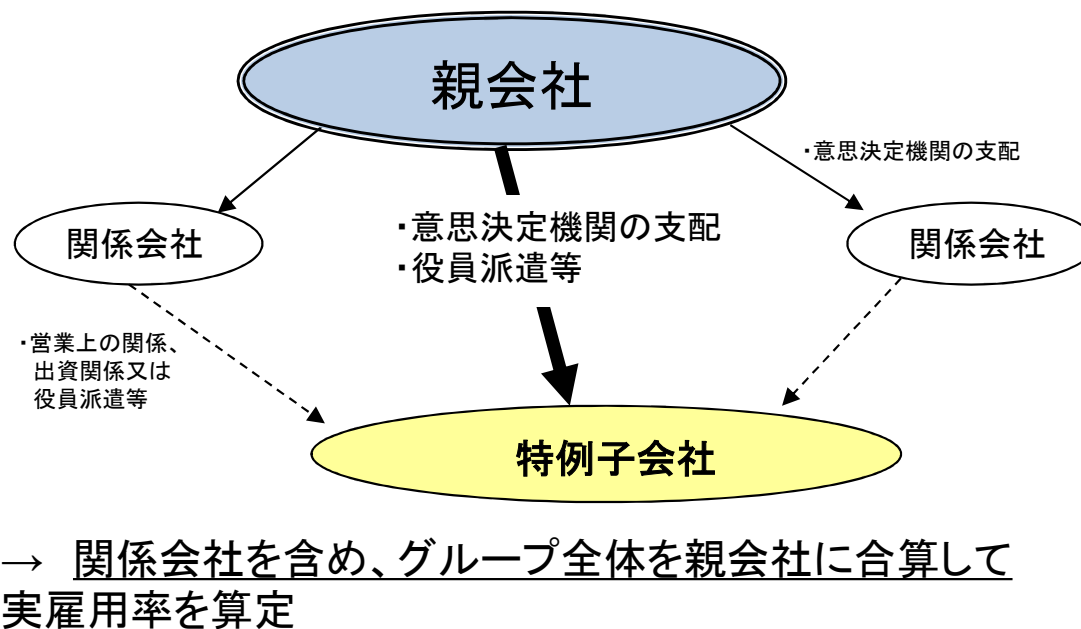 親会社
・意思決定機関の支配
関係会社
・意思決定機関の支配
・役員派遣等
関係会社
・営業上の関係、
出資関係又は
役員派遣等
特例子会社
→ 関係会社を含め、グループ全体を親会社に合算して
実雇用率を算定